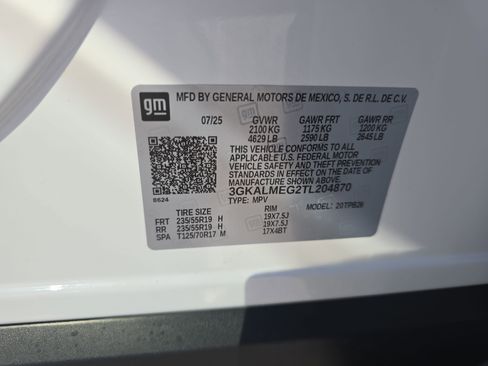 gm
MFD BY GENERAL MOTORS DE MEXICO, S. DE R.L. DE C.V.
07/25 GVWR GAWR FRT GAWR RR
2100 KG 1175 KG 1200 KG
4629 LB 2590 LB 2645 LB
THIS VEHICLE CONFORMS TO ALL
APPLICABLE U.S. FEDERAL MOTOR
VEHICLE SAFETY AND THEFT PREVENTION
STANDARDS IN EFFECT ON THE DATE OF
MANUFACTURE SHOWN ABOVE.
3GKALMEG2TL204870
8624
TYPE: MPV MODEL: 20TPB26
TIRE SIZE RIM
FRT 235/55R19 H 19X7.5J
RR 235/55R19 H 19X7.5J
SPA T125/70R17 M 17X4BT